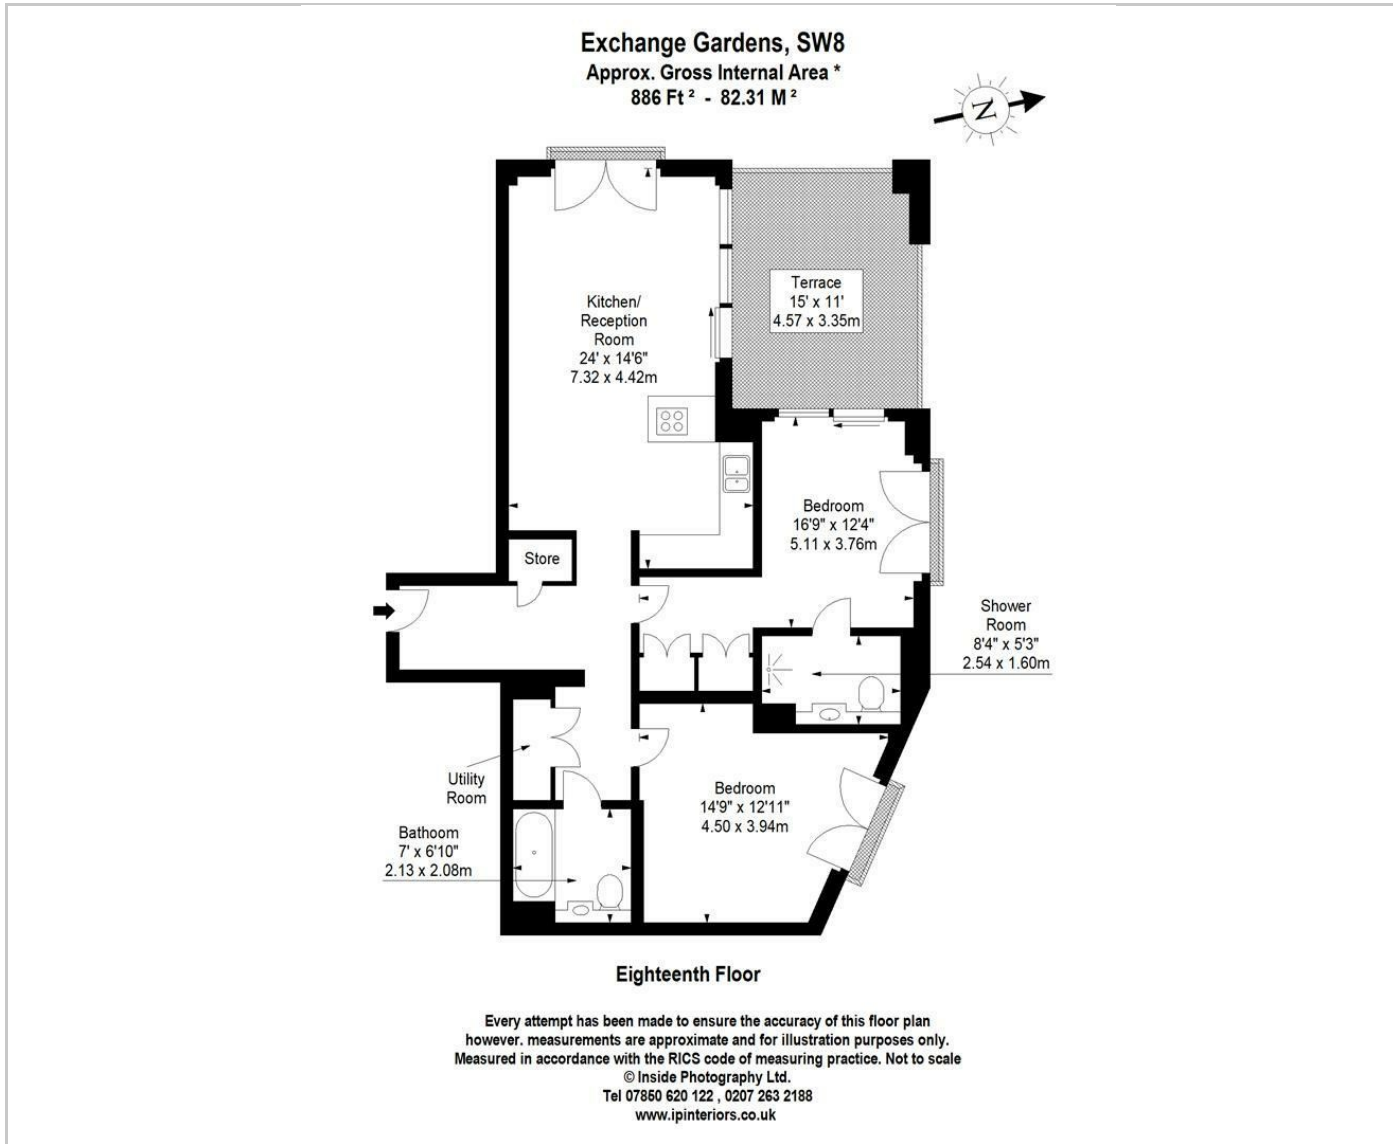 Exchange Gardens, SW8
Approx. Gross Internal Area *
886 Ft ² - 82.31 M ²
N
Terrace
15' x 11'
4.57 x 3.35m
Kitchen/
Reception
Room
24' x 14'6"
7.32 x 4.42m
Bedroom
16'9" x 12'4"
5.11 x 3.76m
Store
Shower
Room
8'4" x 5'3"
2.54 x 1.60m
Utility
Room
Bedroom
14'9" x 12'11"
4.50 x 3.94m
Bathoom
7' x 6'10"
2.13 x 2.08m
Eighteenth Floor
Every attempt has been made to ensure the accuracy of this floor plan
however. measurements are approximate and for illustration purposes only.
Measured in accordance with the RICS code of measuring practice. Not to scale
© Inside Photography Ltd.
Tel 07850 620 122 , 0207 263 2188
www.ipinteriors.co.uk